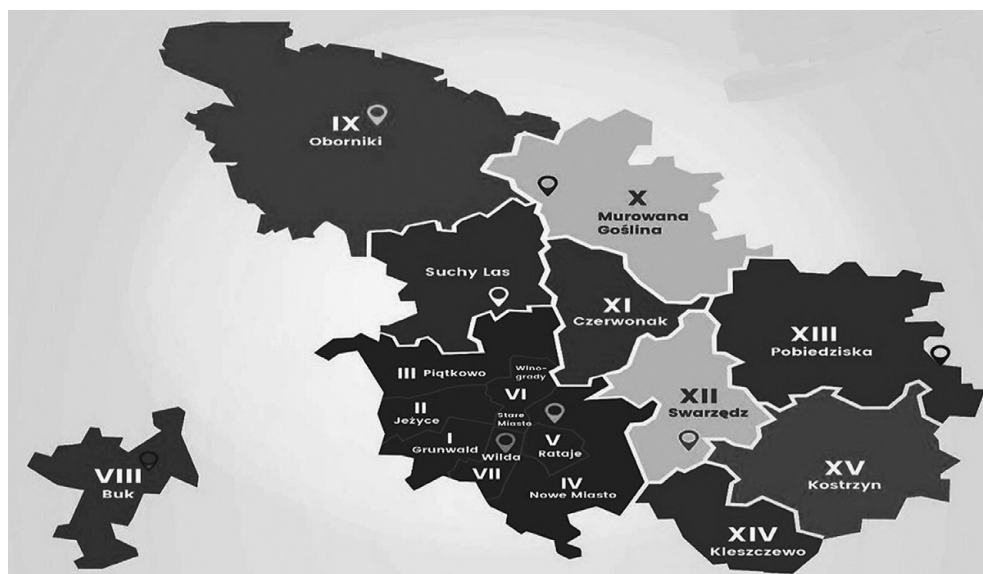 IX
Oborniki
X
Murowana
Goślina
Suchy Las
XI
Czerwonak
XIII
Pobiedziska
III Piątkowo
Wino-
grady
VI
II
Jeżyce
Stare
Miasto
XII
Swarzędz
I
Grunwald
Wilda
V
Rataje
VII
IV
Nowe Miasto
VIII
Buk
XV
Kostrzyn
XIV
Kleszczewo